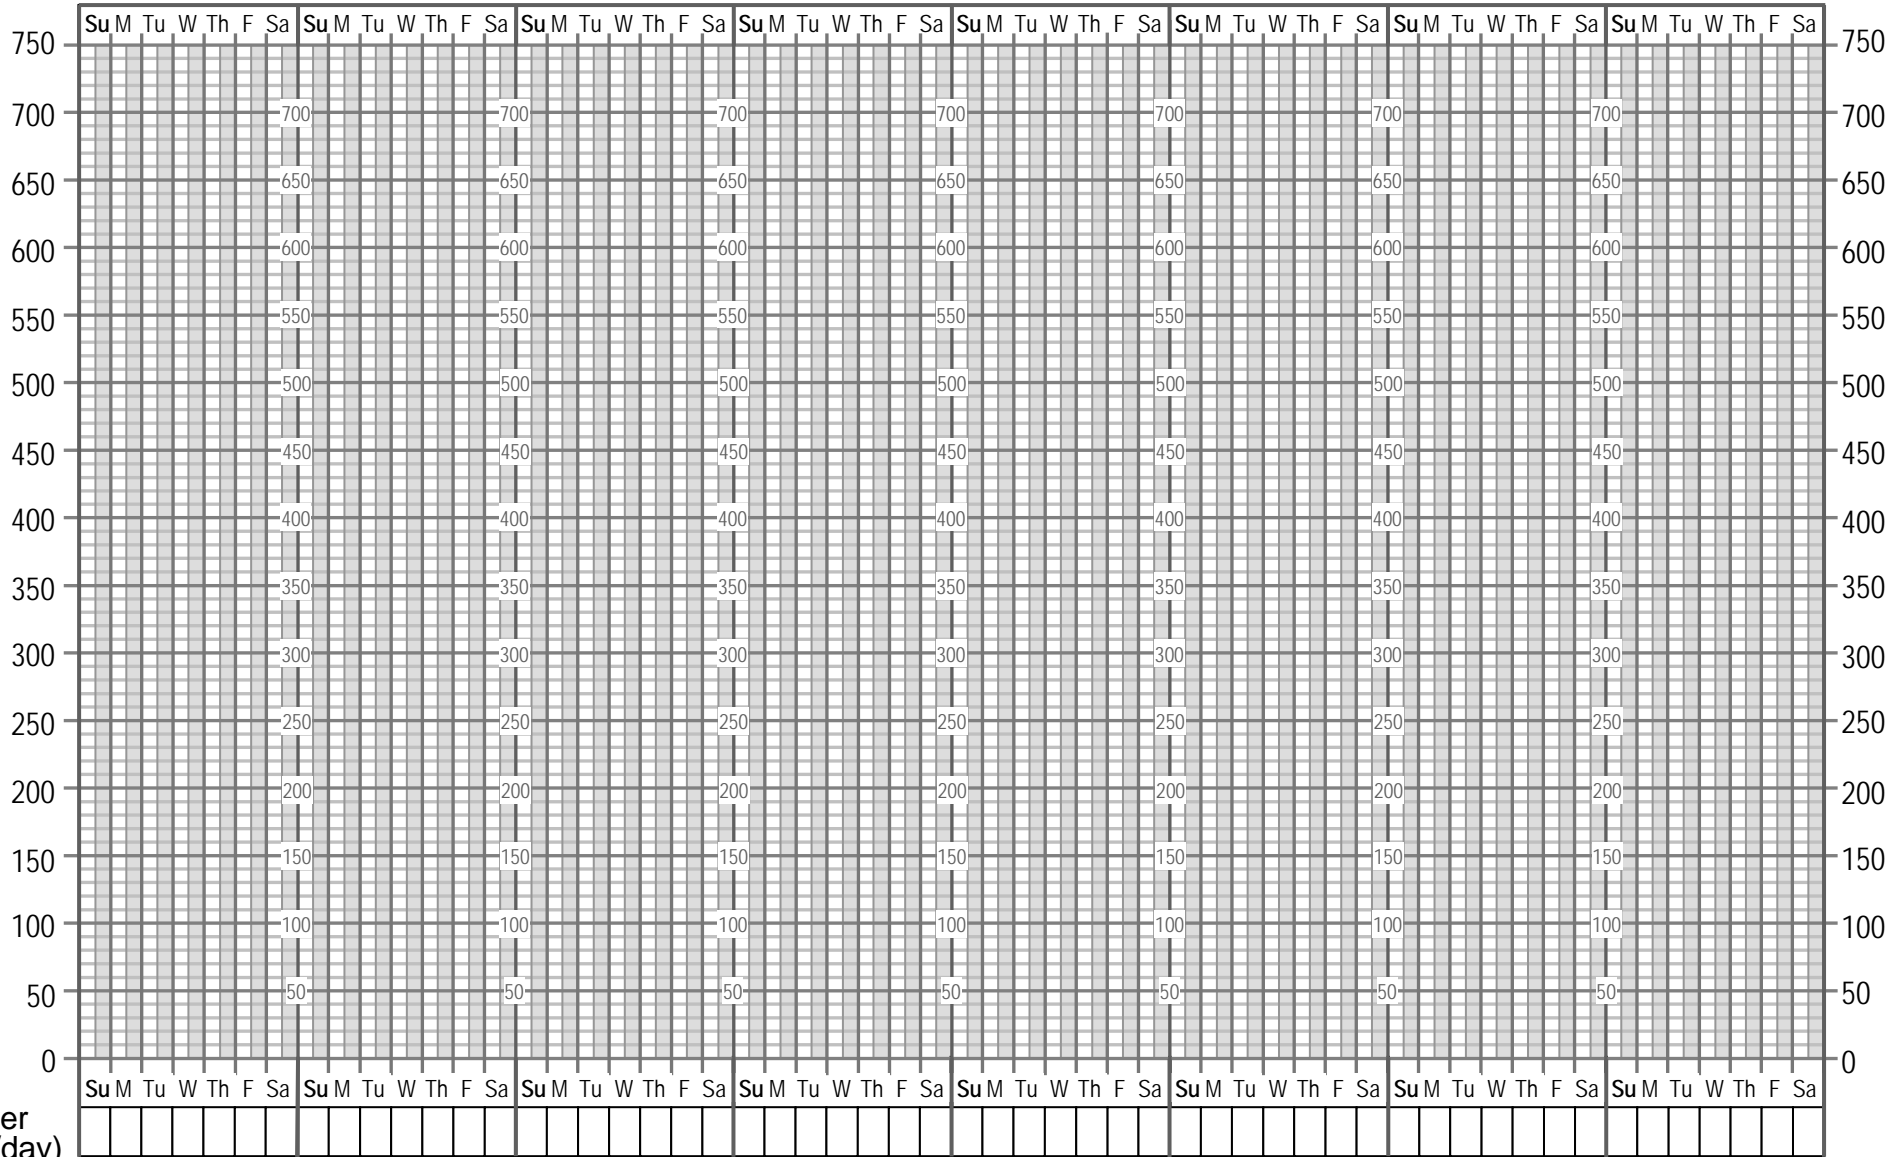 Su M Tu W Th F Sa Su M Tu W Th F Sa Su M Tu W Th F Sa Su M Tu W Th F Sa Su M Tu W Th F Sa Su M Tu W Th F Sa Su M Tu W Th F Sa Su M Tu W Th F Sa
750 750
700 700 700 700 700 700 700 700 700
650 650 650 650 650 650 650 650 650
600 600 600 600 600 600 600 600 600
550 550 550 550 550 550 550 550 550
500 500 500 500 500 500 500 500 500
450 450 450 450 450 450 450 450 450
400 400 400 400 400 400 400 400 400
350 350 350 350 350 350 350 350 350
300 300 300 300 300 300 300 300 300
250 250 250 250 250 250 250 250 250
200 200 200 200 200 200 200 200 200
150 150 150 150 150 150 150 150 150
100 100 100 100 100 100 100 100 100
50 50 50 50 50 50 50 50 50
0 0
Su M Tu W Th F Sa Su M Tu W Th F Sa Su M Tu W Th F Sa Su M Tu W Th F Sa Su M Tu W Th F Sa Su M Tu W Th F Sa Su M Tu W Th F Sa Su M Tu W Th F Sa
er
/day)